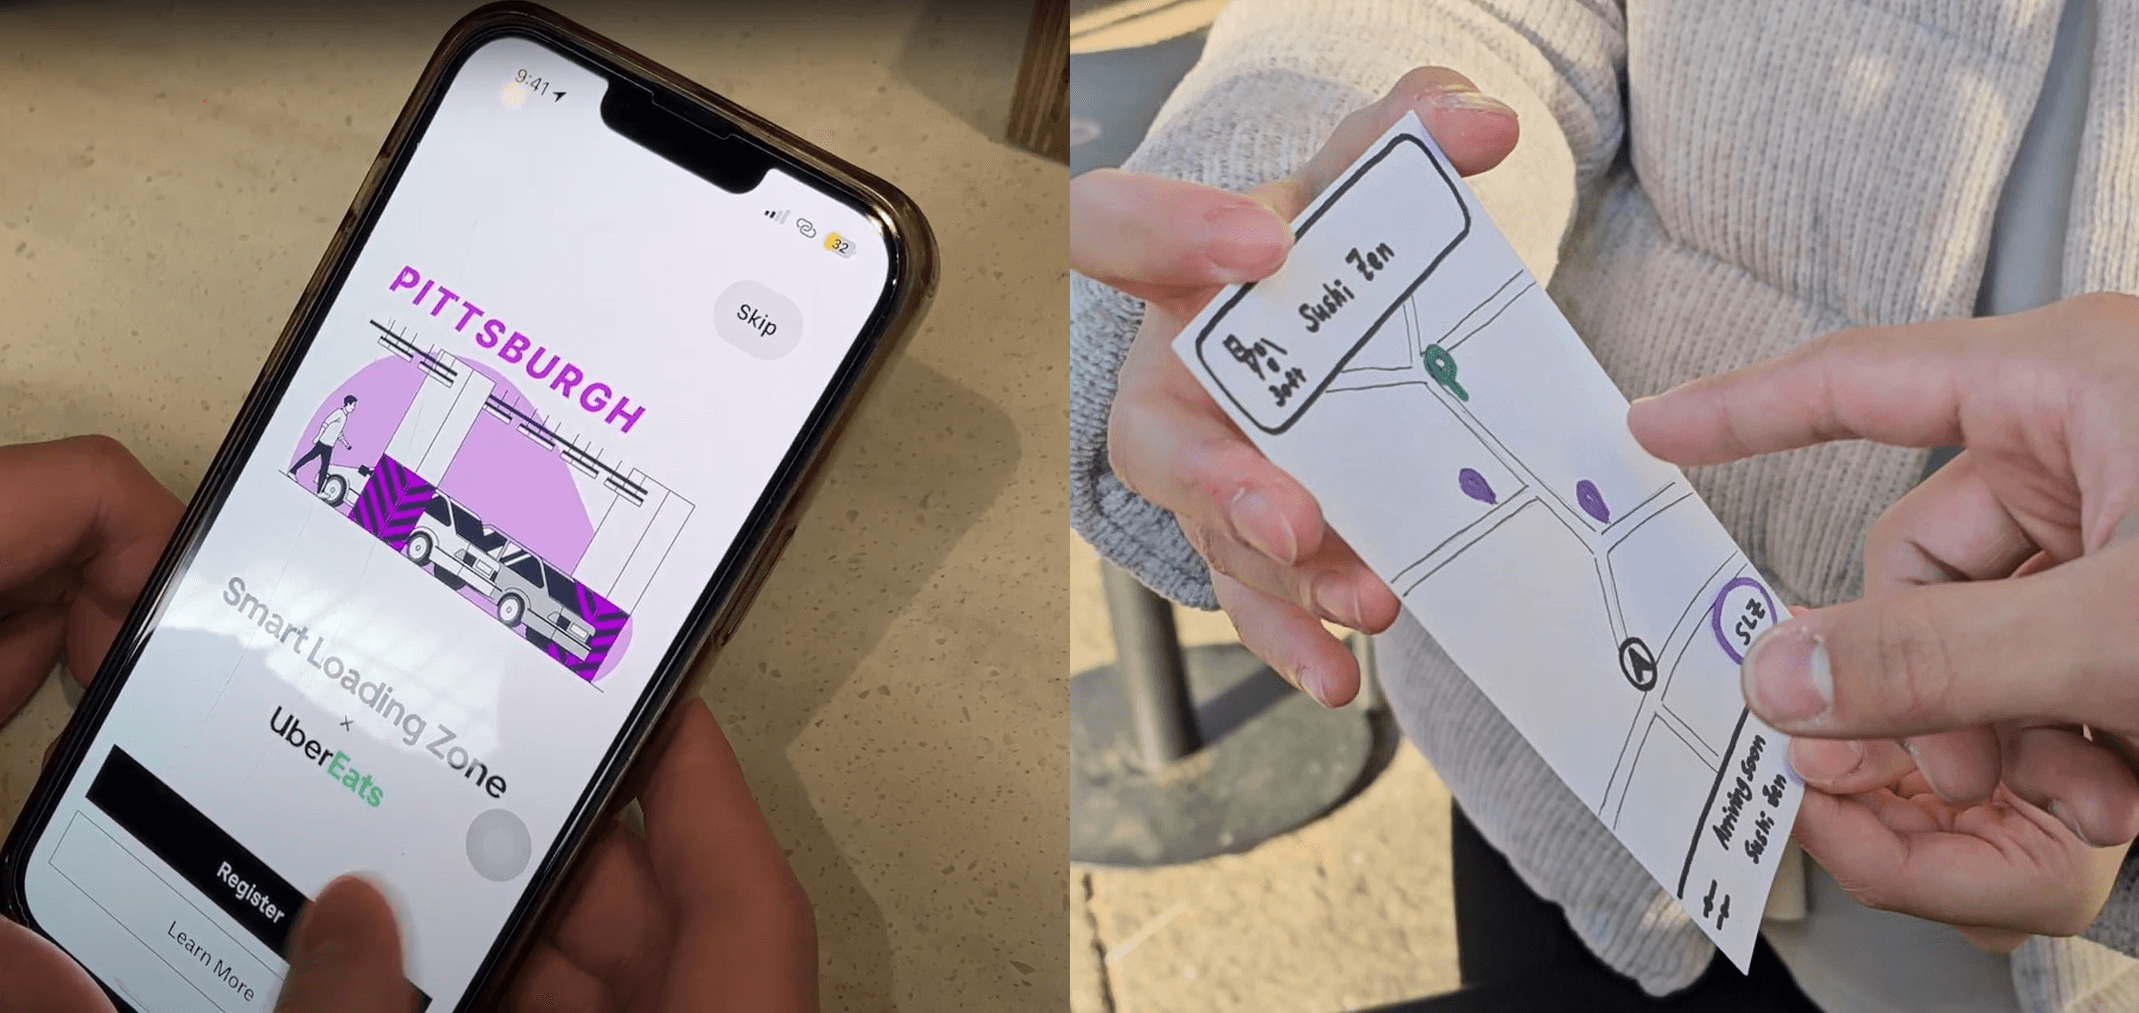 9:41
32
Skip
PITTSBURGH
Smart Loading Zone
×
UberEats
Register
Learn More
Sushi Zen
30ft
SLZ
Arriving soon
Sushi Zen